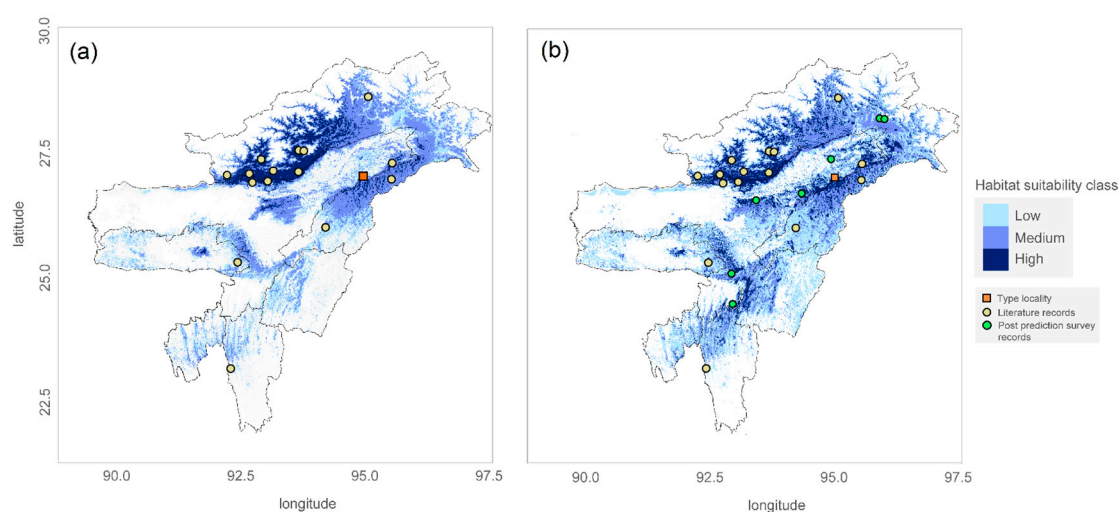 (a)
(b)
30.0
27.5
25.0
22.5
latitude
90.0 92.5 95.0 97.5
longitude
90.0 92.5 95.0 97.5
longitude
Habitat suitability class
Low
Medium
High
Type locality
Literature records
Post prediction survey
records